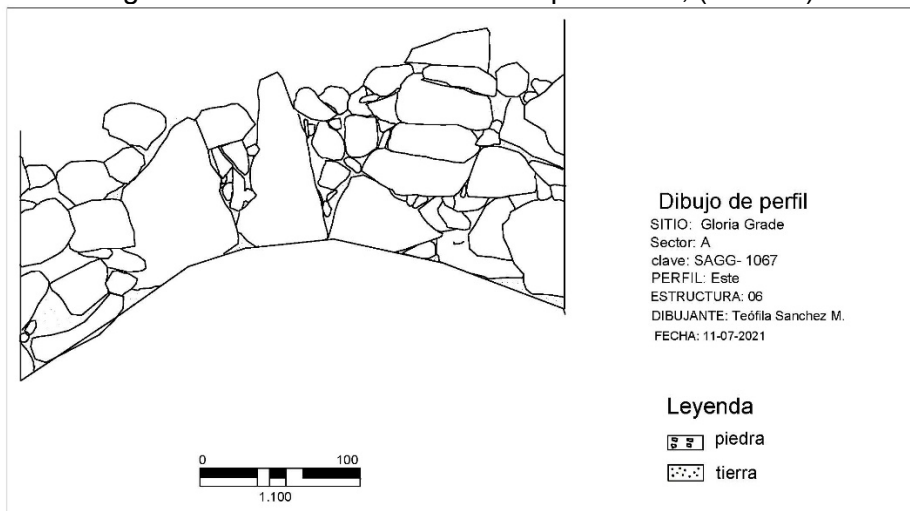 Dibujo de perfil
SITIO: Gloria Grade
Sector: A
clave: SAGG- 1067
PERFIL: Este
ESTRUCTURA: 06
DIBUJANTE: Teófila Sanchez M.
FECHA: 11-07-2021
Leyenda
piedra
tierra
0 100
1.100